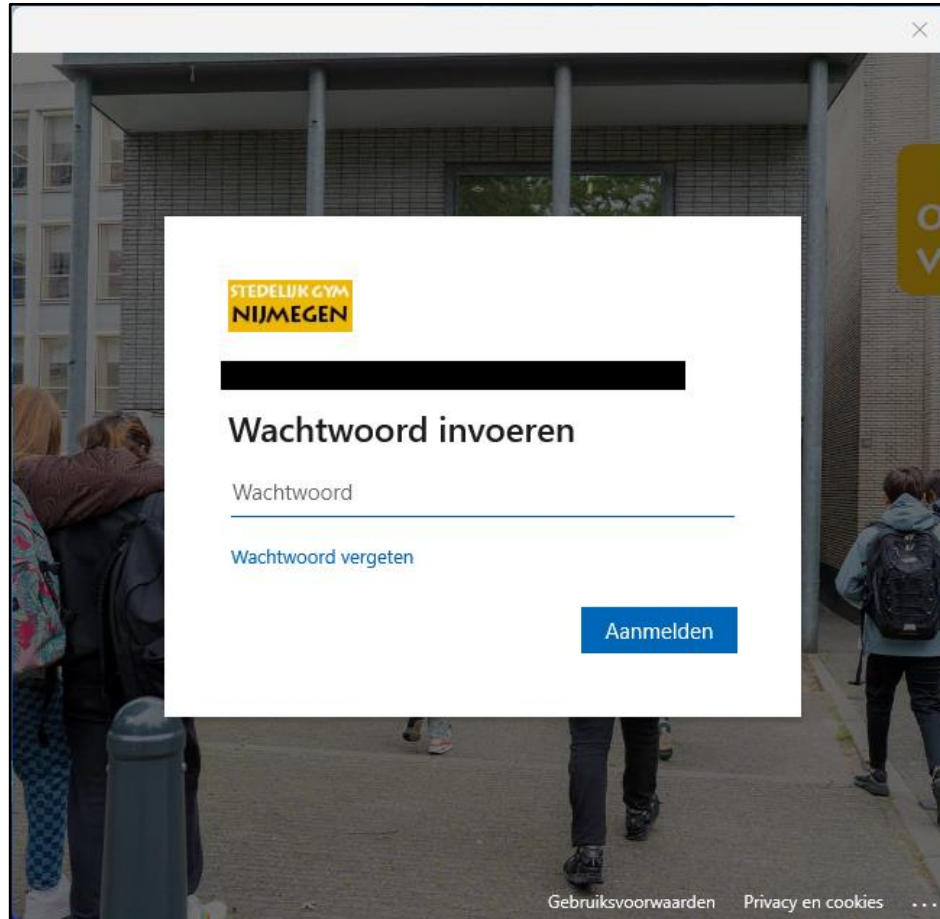 O
V
STEDELIJK GYM
NIJMEGEN
Wachtwoord invoeren
Wachtwoord
Wachtwoord vergeten
Aanmelden
Gebruiksvoorwaarden Privacy en cookies ...